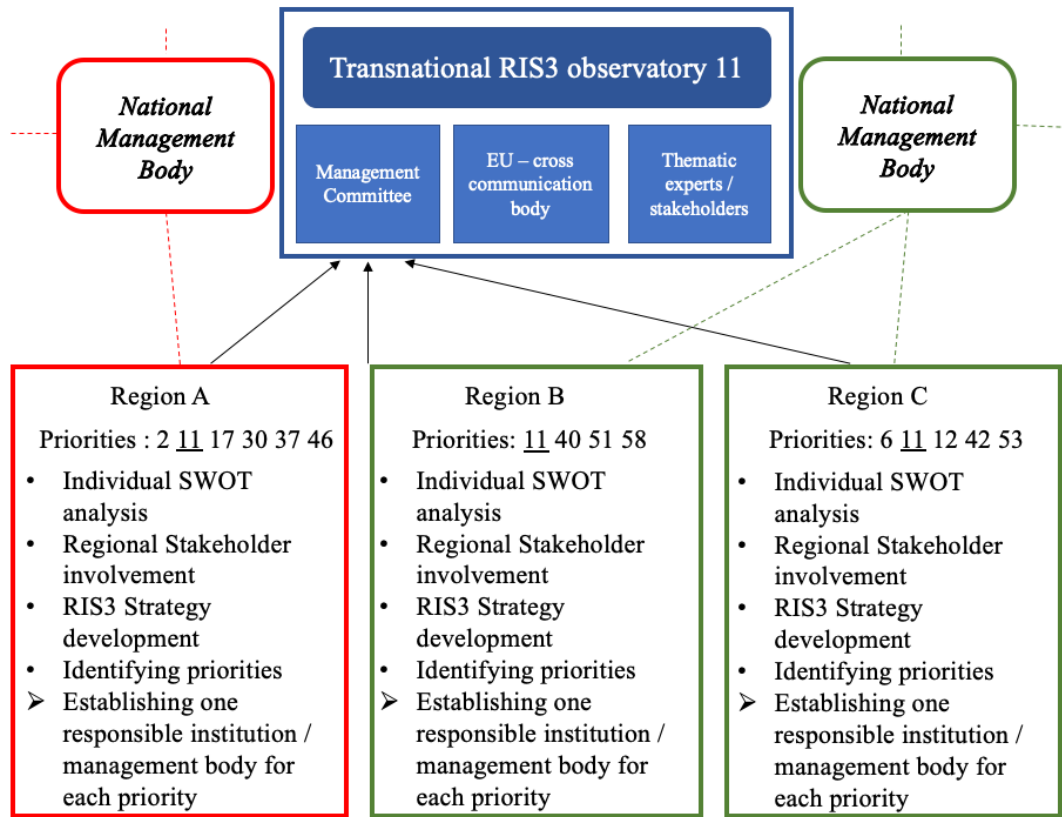 National
Management
Body
Transnational RIS3 observatory 11
Management
Committee
EU – cross
communication
body
Thematic
experts /
stakeholders
National
Management
Body
Region A
Priorities : 2 11 17 30 37 46
• Individual SWOT
analysis
• Regional Stakeholder
involvement
• RIS3 Strategy
development
• Identifying priorities
➢ Establishing one
responsible institution /
management body for
each priority
Region B
Priorities: 11 40 51 58
• Individual SWOT
analysis
• Regional Stakeholder
involvement
• RIS3 Strategy
development
• Identifying priorities
➢ Establishing one
responsible institution /
management body for
each priority
Region C
Priorities: 6 11 12 42 53
• Individual SWOT
analysis
• Regional Stakeholder
involvement
• RIS3 Strategy
development
• Identifying priorities
➢ Establishing one
responsible institution /
management body for
each priority